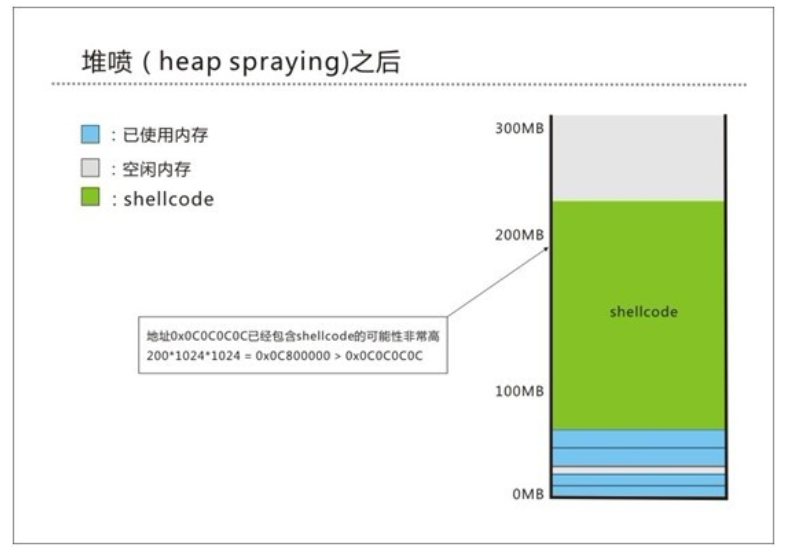 堆喷 ( heap spraying)之后
：已使用内存
：空闲内存
：shellcode
300MB
200MB
shellcode
地址0x0C0C0C0C已经包含shellcode的可能性非常高
200*1024*1024 = 0x0C800000 > 0x0C0C0C0C
100MB
0MB